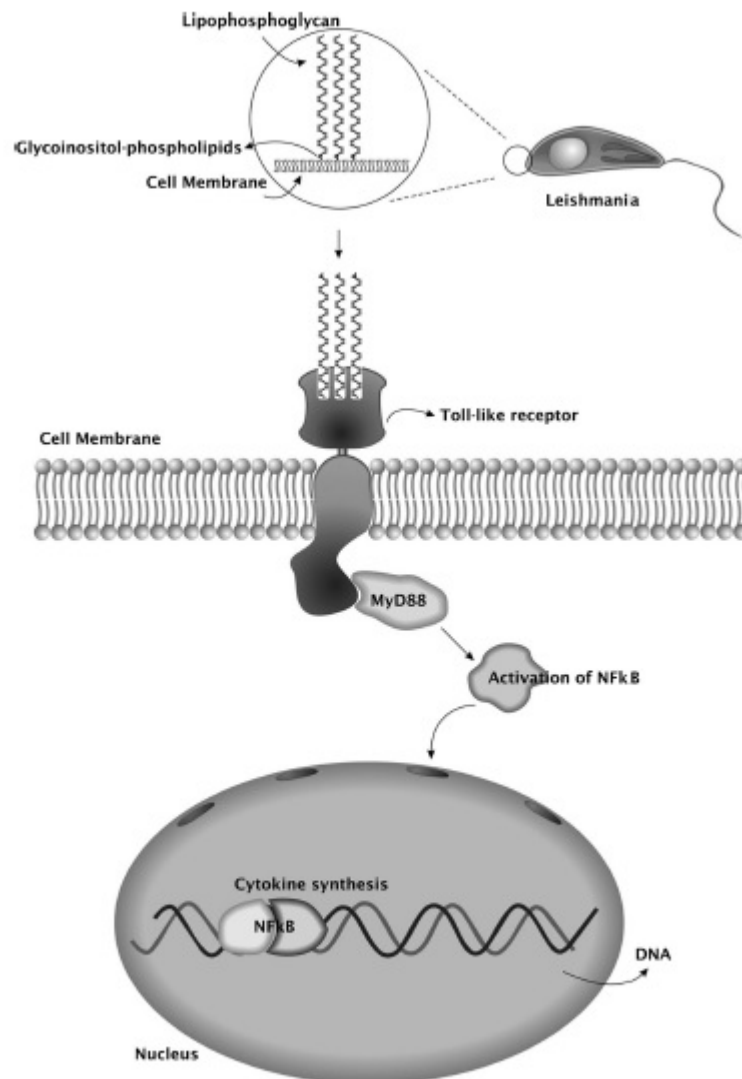 Lipophosphoglycan
Glycoinositol-phospholipids
Cell Membrane
Leishmania
Toll-like receptor
Cell Membrane
MyD88
Activation of NFkB
Cytokine synthesis
NFkB
DNA
Nucleus